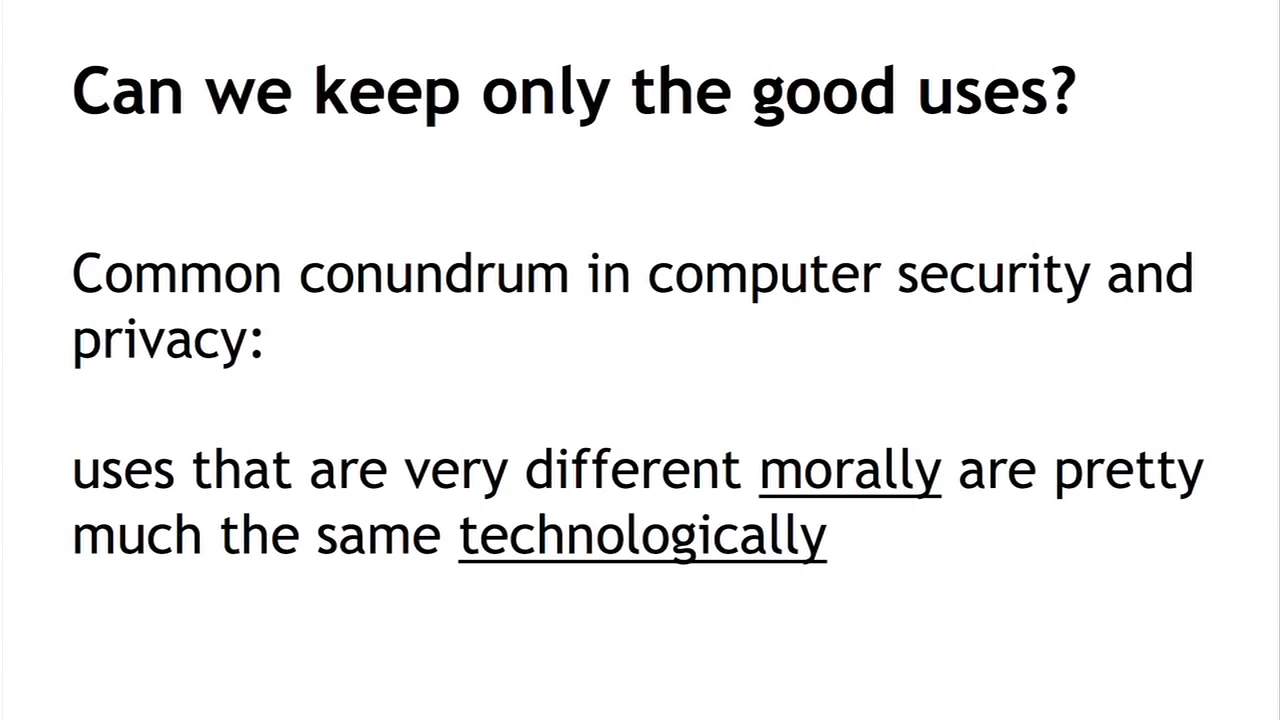 Can we keep only the good uses?
Common conundrum in computer security and
privacy:
uses that are very different morally are pretty
much the same technologically